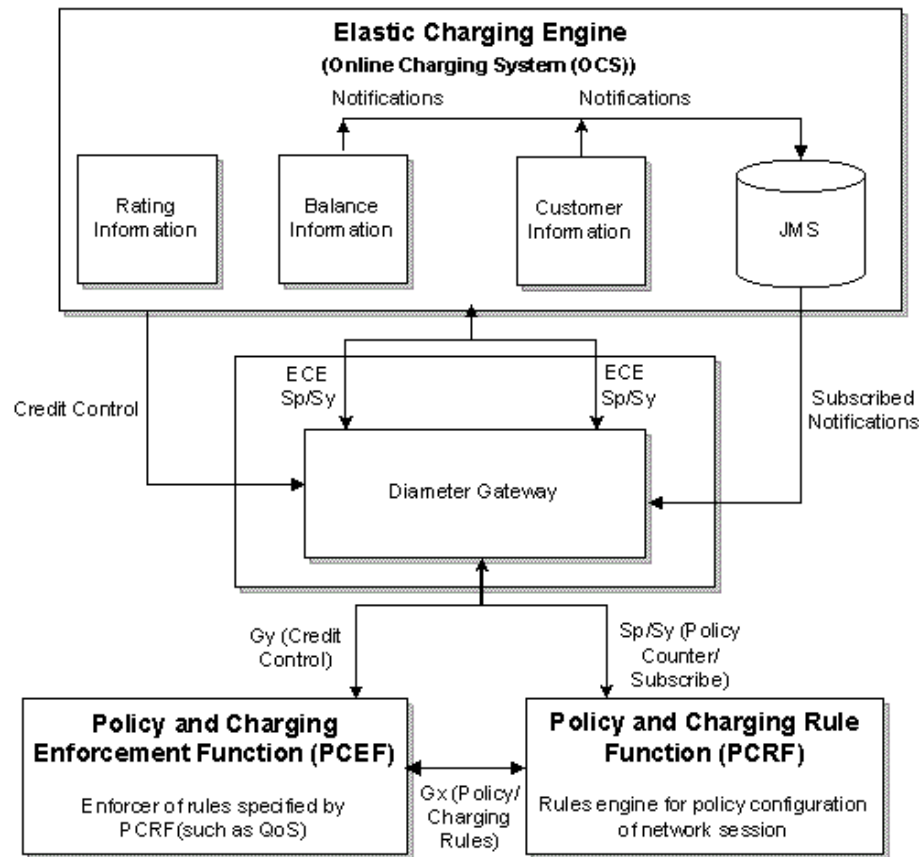 Elastic Charging Engine
(Online Charging System (OCS))
Notifications
Notifications
Rating
Information
Balance
Information
Customer
Information
JMS
ECE
Sp/Sy
ECE
Sp/Sy
Credit Control
Subscribed
Notifications
Diameter Gateway
Gy (Credit
Control)
Sp/Sy (Policy
Counter/
Subscribe)
Policy and Charging
Enforcement Function (PCEF)
Enforcer of rules specified by
PCRF(such as QoS)
Gx (Policy/
Charging
Rules)
Policy and Charging Rule
Function (PCRF)
Rules engine for policy configuration
of network session